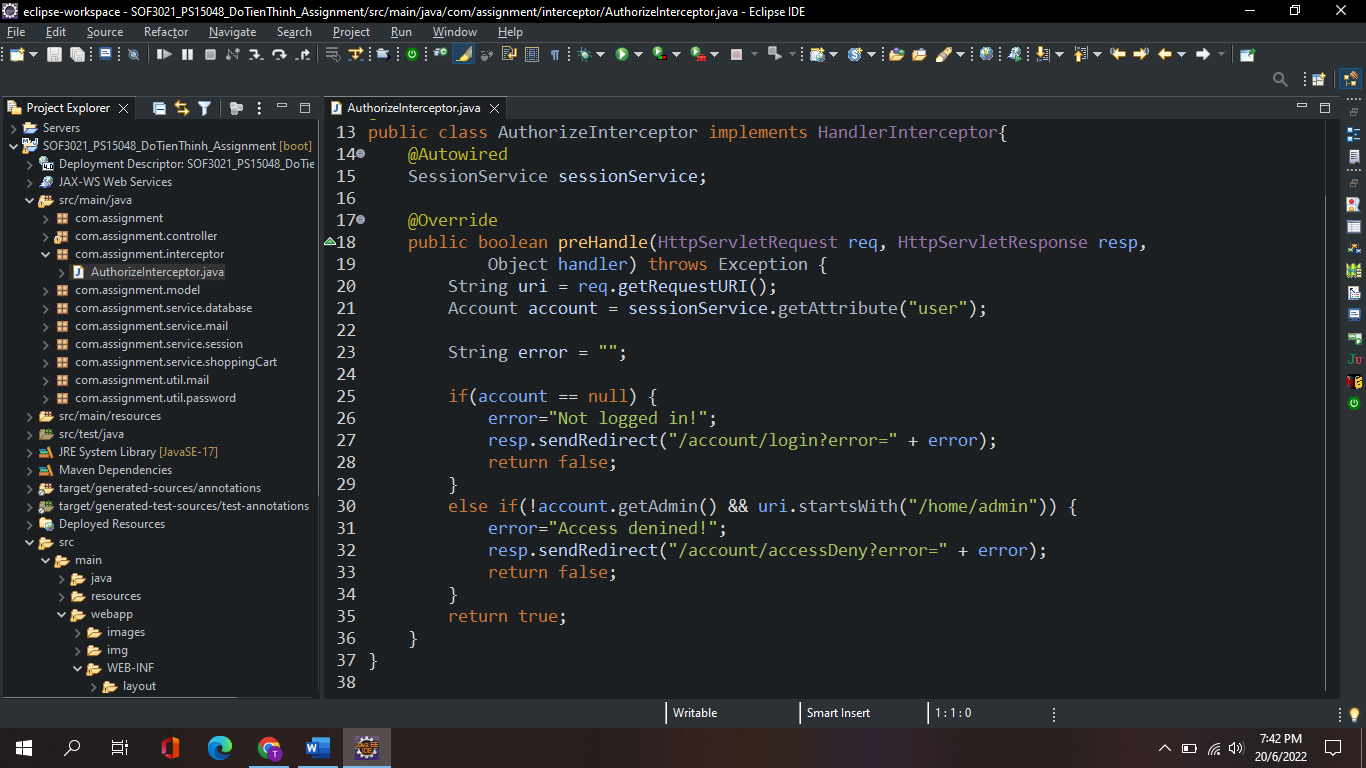 eclipse-workspace - SOF3021_PS15048_DoTienThinh_Assignment/src/main/java/com/assignment/interceptor/AuthorizeInterceptor.java - Eclipse IDE
File Edit Source Refactor Navigate Search Project Run Window Help
Project Explorer
Servers
SOF3021_PS15048_DoTienThinh_Assignment [boot]
Deployment Descriptor: SOF3021_PS15048_DoTie
JAX-WS Web Services
src/main/java
com.assignment
com.assignment.controller
com.assignment.interceptor
AuthorizeInterceptor.java
com.assignment.model
com.assignment.service.database
com.assignment.service.mail
com.assignment.service.session
com.assignment.service.shoppingCart
com.assignment.util.mail
com.assignment.util.password
src/main/resources
src/test/java
JRE System Library [JavaSE-17]
Maven Dependencies
target/generated-sources/annotations
target/generated-test-sources/test-annotations
Deployed Resources
src
main
java
resources
webapp
images
img
WEB-INF
layout
AuthorizeInterceptor.java
13 public class AuthorizeInterceptor implements HandlerInterceptor{
14 @Autowired
15 SessionService sessionService;
16
17 @Override
18 public boolean preHandle(HttpServletRequest req, HttpServletResponse resp,
19 Object handler) throws Exception {
20 String uri = req.getRequestURI();
21 Account account = sessionService.getAttribute("user");
22
23 String error = "";
24
25 if(account == null) {
26 error="Not logged in!";
27 resp.sendRedirect("/account/login?error=" + error);
28 return false;
29 }
30 else if(!account.getAdmin() && uri.startsWith("/home/admin")) {
31 error="Access denined!";
32 resp.sendRedirect("/account/accessDeny?error=" + error);
33 return false;
34 }
35 return true;
36 }
37 }
38
Ju
Writable
Smart Insert
1 : 1 : 0
7:42 PM
20/6/2022